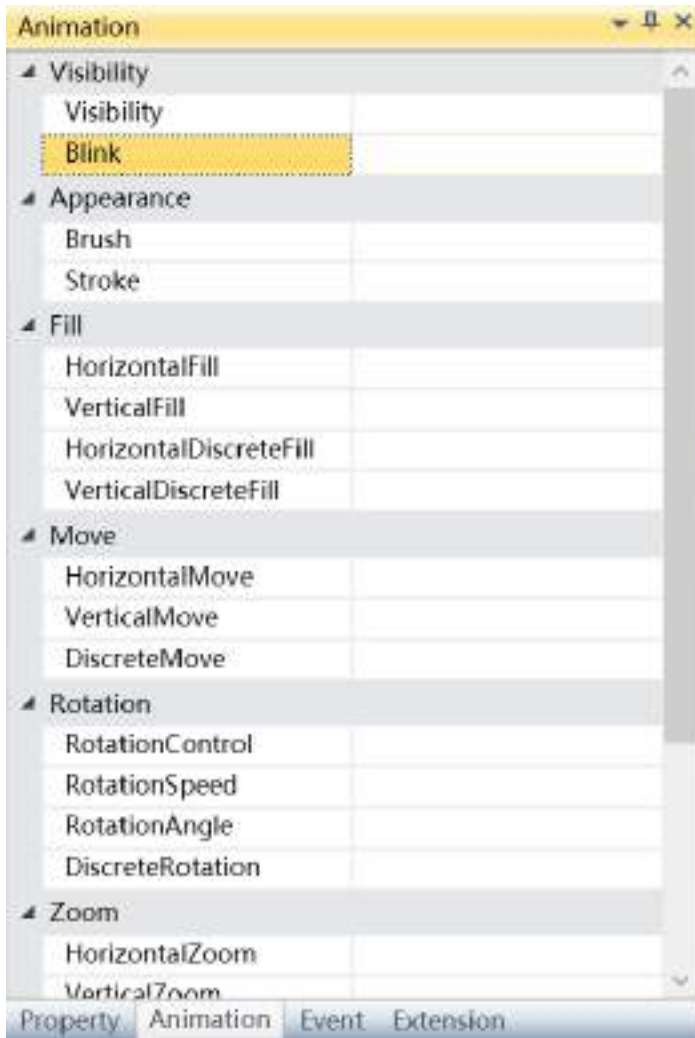 Animation
Visibility
Visibility
Blink
Appearance
Brush
Stroke
Fill
HorizontalFill
VerticalFill
HorizontalDiscreteFill
VerticalDiscreteFill
Move
HorizontalMove
VerticalMove
DiscreteMove
Rotation
RotationControl
RotationSpeed
RotationAngle
DiscreteRotation
Zoom
HorizontalZoom
VerticalZoom
Property Animation Event Extension